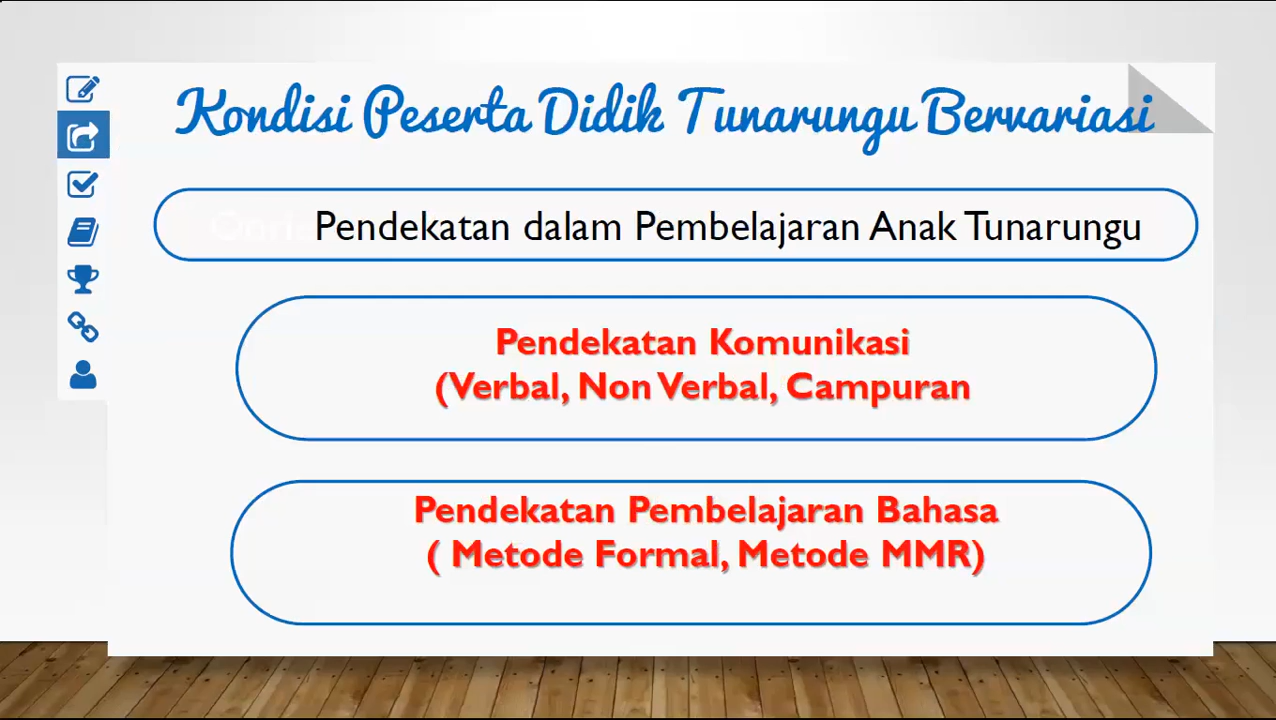 Kondisi Peserta Didik Tunarungu Bervariasi
Pendekatan dalam Pembelajaran Anak Tunarungu
Pendekatan Komunikasi
(Verbal, Non Verbal, Campuran
Pendekatan Pembelajaran Bahasa
( Metode Formal, Metode MMR)